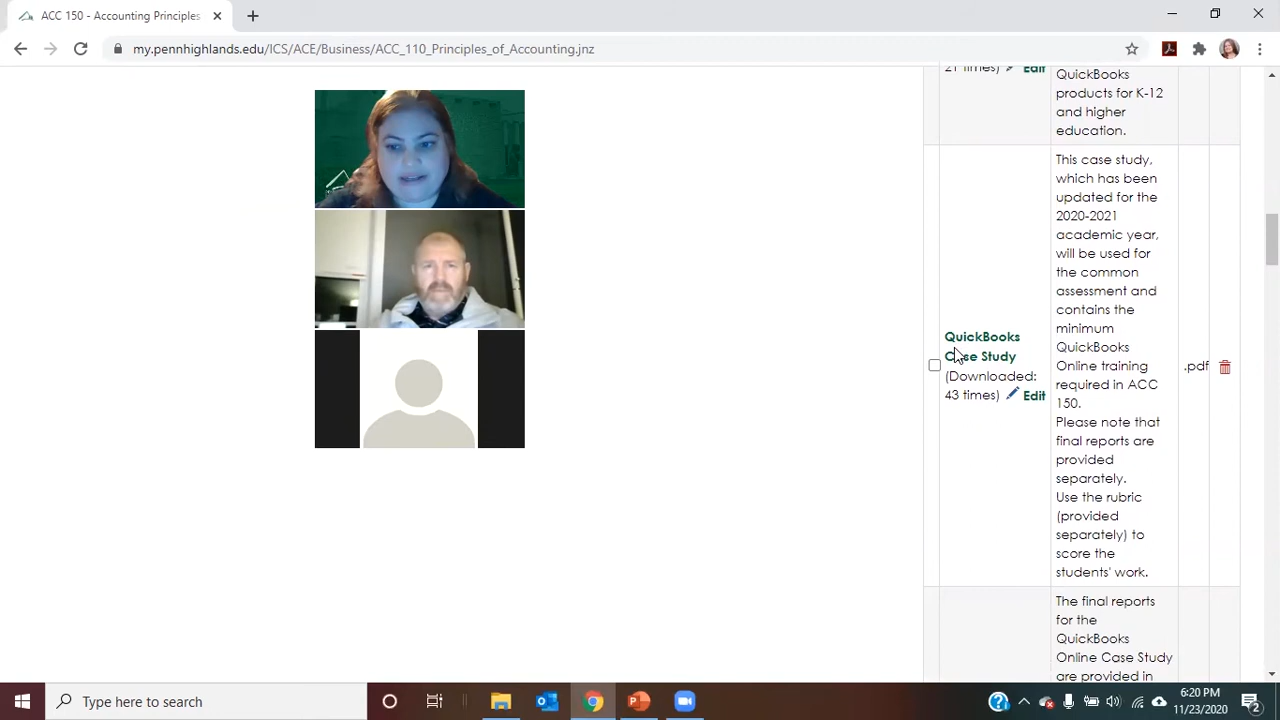 ACC 150 - Accounting Principles
my.pennhighlands.edu/ICS/ACE/Business/ACC_110_Principles_of_Accounting.jnz
21 times) Edit
QuickBooks
products for K-12
and higher
education.
QuickBooks
Case Study
(Downloaded:
43 times) Edit
This case study,
which has been
updated for the
2020-2021
academic year,
will be used for
the common
assessment and
contains the
minimum
QuickBooks
Online training
required in ACC
150.
Please note that
final reports are
provided
separately.
Use the rubric
(provided
separately) to
score the
students' work.
.pdf
The final reports
for the
QuickBooks
Online Case Study
are provided in
Type here to search
6:20 PM
11/23/2020
2